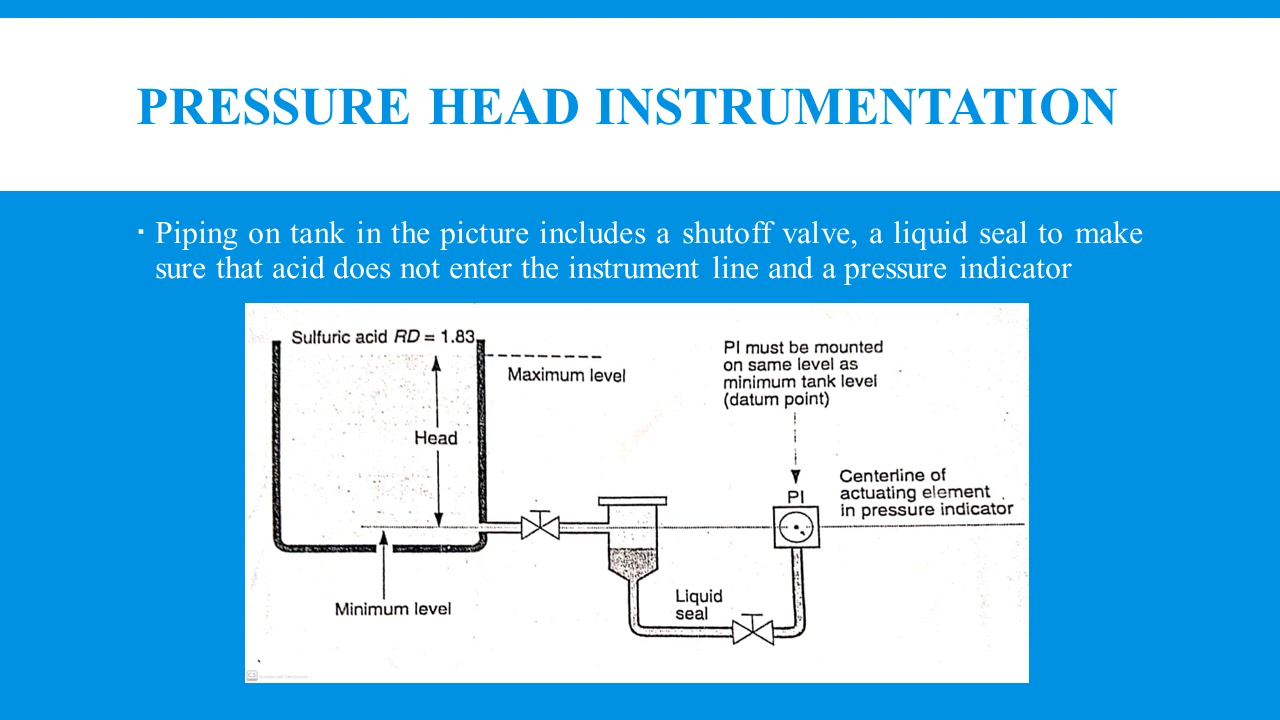 PRESSURE HEAD INSTRUMENTATION
▪ Piping on tank in the picture includes a shutoff valve, a liquid seal to make
sure that acid does not enter the instrument line and a pressure indicator
Sulfuric acid RD = 1.83
Maximum level
Head
PI must be mounted
on same level as
minimum tank level
(datum point)
PI
Centerline of
actuating element
in pressure indicator
Minimum level
Liquid
seal
CS